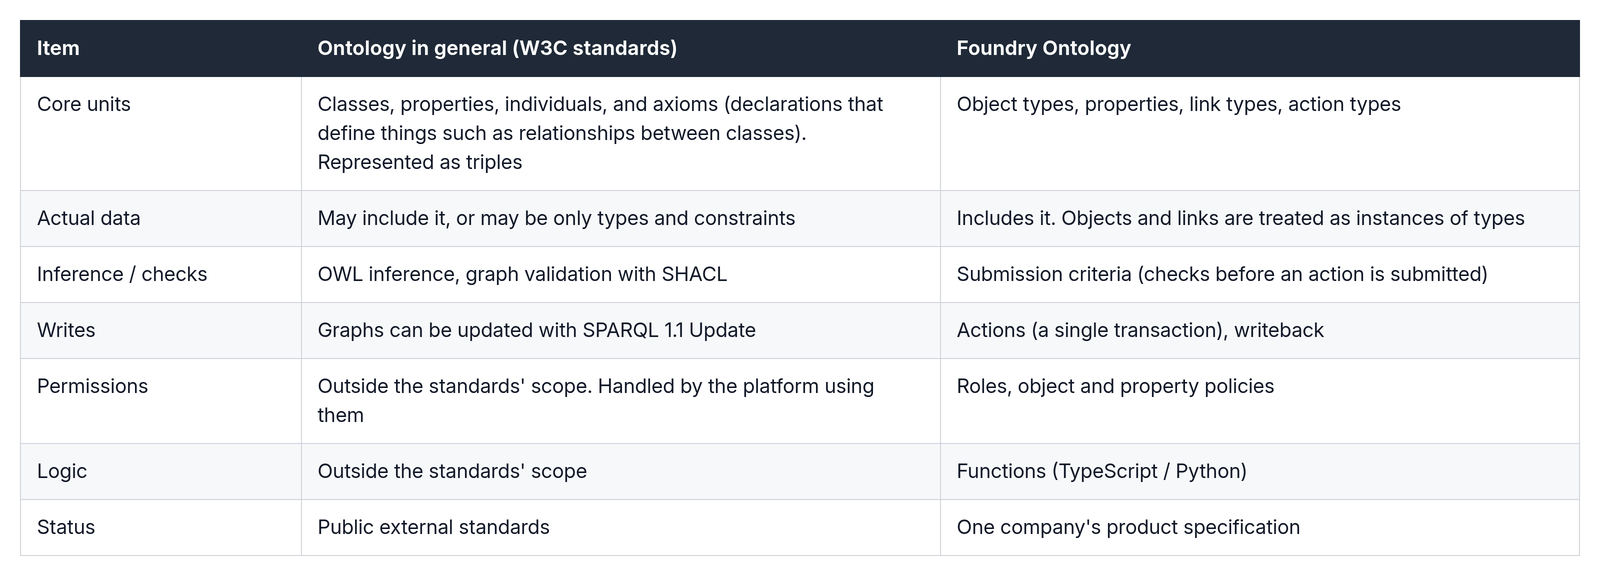 Item
Ontology in general (W3C standards)
Foundry Ontology
Core units
Classes, properties, individuals, and axioms (declarations that
define things such as relationships between classes).
Represented as triples
Object types, properties, link types, action types
Actual data
May include it, or may be only types and constraints
Includes it. Objects and links are treated as instances of types
Inference / checks
OWL inference, graph validation with SHACL
Submission criteria (checks before an action is submitted)
Writes
Graphs can be updated with SPARQL 1.1 Update
Actions (a single transaction), writeback
Permissions
Outside the standards' scope. Handled by the platform using
them
Roles, object and property policies
Logic
Outside the standards' scope
Functions (TypeScript / Python)
Status
Public external standards
One company's product specification